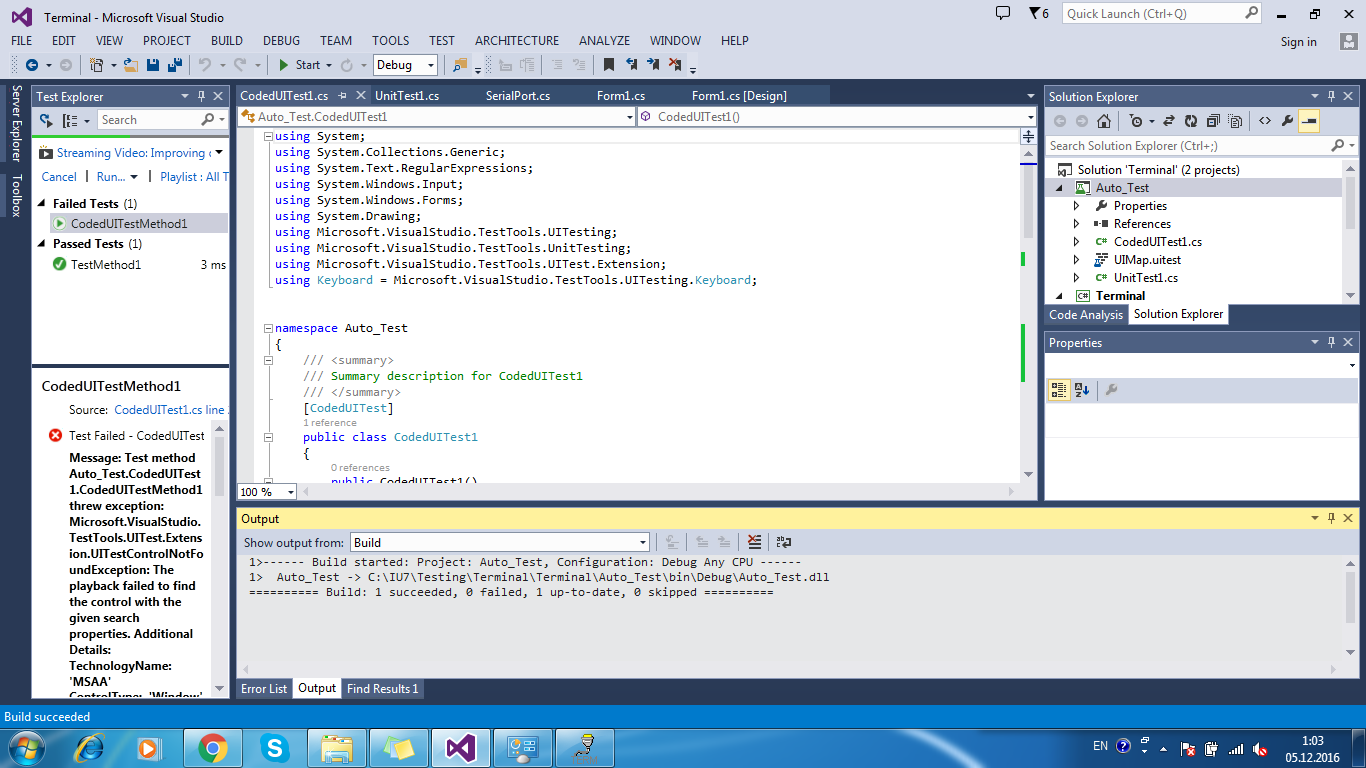 Terminal - Microsoft Visual Studio
6
Quick Launch (Ctrl+Q)
FILE EDIT VIEW PROJECT BUILD DEBUG TEAM TOOLS TEST ARCHITECTURE ANALYZE WINDOW HELP
Sign in
Start
Debug
Server Explorer
Toolbox
Test Explorer
Search
Streaming Video: Improving
Cancel | Run... | Playlist : All T
Failed Tests (1)
CodedUITestMethod1
Passed Tests (1)
TestMethod1 3 ms
CodedUITestMethod1
Source: CodedUITest1.cs line
Test Failed - CodedUITest
Message: Test method
Auto_Test.CodedUITest
1.CodedUITestMethod1
threw exception:
Microsoft.VisualStudio.
TestTools.UITest.Extens
ion.UITestControlNotFo
undException: The
playback failed to find
the control with the
given search
properties. Additional
Details:
TechnologyName:
'MSAA'
ControlType: 'Window'
CodedUITest1.cs UnitTest1.cs SerialPort.cs Form1.cs Form1.cs [Design]
Auto_Test.CodedUITest1
CodedUITest1()
using System;
using System.Collections.Generic;
using System.Text.RegularExpressions;
using System.Windows.Input;
using System.Windows.Forms;
using System.Drawing;
using Microsoft.VisualStudio.TestTools.UITesting;
using Microsoft.VisualStudio.TestTools.UnitTesting;
using Microsoft.VisualStudio.TestTools.UITest.Extension;
using Keyboard = Microsoft.VisualStudio.TestTools.UITesting.Keyboard;
namespace Auto_Test
{
/// <summary>
/// Summary description for CodedUITest1
/// </summary>
[CodedUITest]
1 reference
public class CodedUITest1
{
0 references
public CodedUITest1()
100 %
Output
Show output from: Build
1>------ Build started: Project: Auto_Test, Configuration: Debug Any CPU ------
1> Auto_Test -> C:\IU7\Testing\Terminal\Terminal\Auto_Test\bin\Debug\Auto_Test.dll
========== Build: 1 succeeded, 0 failed, 1 up-to-date, 0 skipped ==========
Error List Output Find Results 1
Solution Explorer
Search Solution Explorer (Ctrl+;)
Solution 'Terminal' (2 projects)
Auto_Test
Properties
References
C# CodedUITest1.cs
UIMap.uitest
C# UnitTest1.cs
C# Terminal
Code Analysis Solution Explorer
Properties
Build succeeded
EN
1:03
05.12.2016